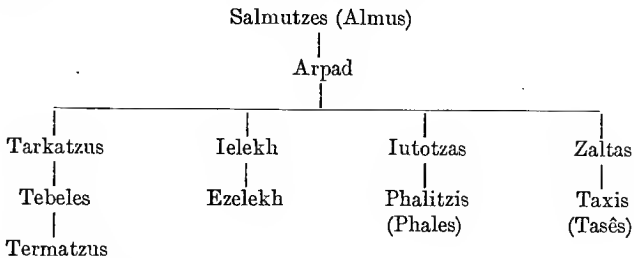 Salmutzes (Almus)
Arpad
Tarkatzus Ielekh Iutotzas Zaltas
Tebeles Ezelekh Phalitzis Taxis
(Phales) (Tasês)
Termatzus